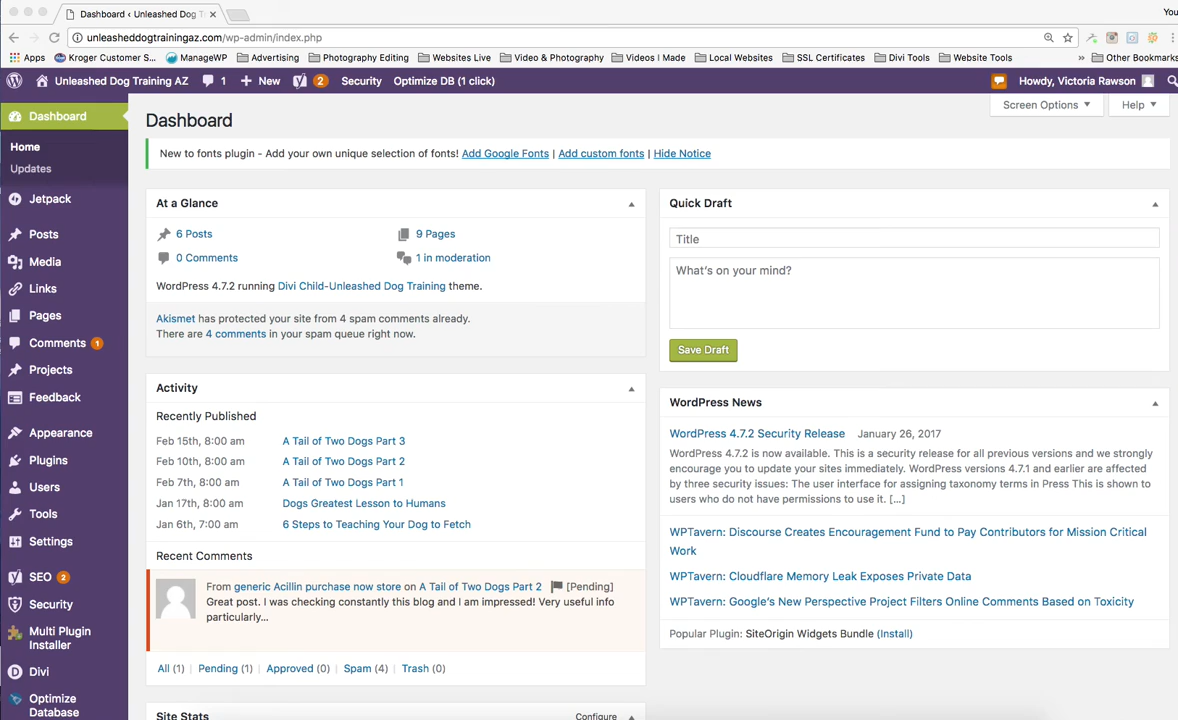 Dashboard ‹ Unleashed Dog T
You
unleasheddogtrainingaz.com/wp-admin/index.php
Apps Kroger Customer S... ManageWP Advertising Photography Editing Websites Live Video & Photography Videos I Made Local Websites SSL Certificates Divi Tools Website Tools » Other Bookmarks
Unleashed Dog Training AZ 1 New 2 Security Optimize DB (1 click) Howdy, Victoria Rawson
Screen Options Help
Dashboard
Home
Updates
Jetpack
Posts
Media
Links
Pages
Comments 1
Projects
Feedback
Appearance
Plugins
Users
Tools
Settings
SEO 2
Security
Multi Plugin
Installer
Divi
Optimize
Database
Dashboard
New to fonts plugin - Add your own unique selection of fonts! Add Google Fonts | Add custom fonts | Hide Notice
At a Glance
6 Posts 9 Pages
0 Comments 1 in moderation
WordPress 4.7.2 running Divi Child-Unleashed Dog Training theme.
Akismet has protected your site from 4 spam comments already.
There are 4 comments in your spam queue right now.
Activity
Recently Published
Feb 15th, 8:00 am A Tail of Two Dogs Part 3
Feb 10th, 8:00 am A Tail of Two Dogs Part 2
Feb 7th, 8:00 am A Tail of Two Dogs Part 1
Jan 17th, 8:00 am Dogs Greatest Lesson to Humans
Jan 6th, 7:00 am 6 Steps to Teaching Your Dog to Fetch
Recent Comments
From generic Acillin purchase now store on A Tail of Two Dogs Part 2 [Pending]
Great post. I was checking constantly this blog and I am impressed! Very useful info
particularly...
All (1) | Pending (1) | Approved (0) | Spam (4) | Trash (0)
Site Stats Configure
Quick Draft
Title
What's on your mind?
Save Draft
WordPress News
WordPress 4.7.2 Security Release January 26, 2017
WordPress 4.7.2 is now available. This is a security release for all previous versions and we strongly
encourage you to update your sites immediately. WordPress versions 4.7.1 and earlier are affected
by three security issues: The user interface for assigning taxonomy terms in Press This is shown to
users who do not have permissions to use it. [...]
WPTavern: Discourse Creates Encouragement Fund to Pay Contributors for Mission Critical
Work
WPTavern: Cloudflare Memory Leak Exposes Private Data
WPTavern: Google's New Perspective Project Filters Online Comments Based on Toxicity
Popular Plugin: SiteOrigin Widgets Bundle (Install)